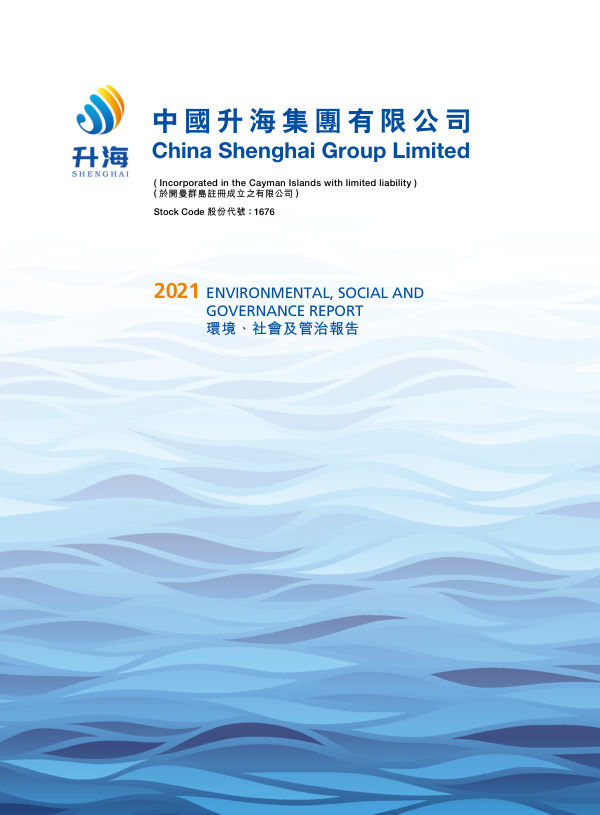 升海
SHENGHAI
中國升海集團有限公司
China Shenghai Group Limited
( Incorporated in the Cayman Islands with limited liability )
( 於開曼群島註冊成立之有限公司 )
Stock Code 股份代號：1676
2021 ENVIRONMENTAL, SOCIAL AND
GOVERNANCE REPORT
環境、社會及管治報告